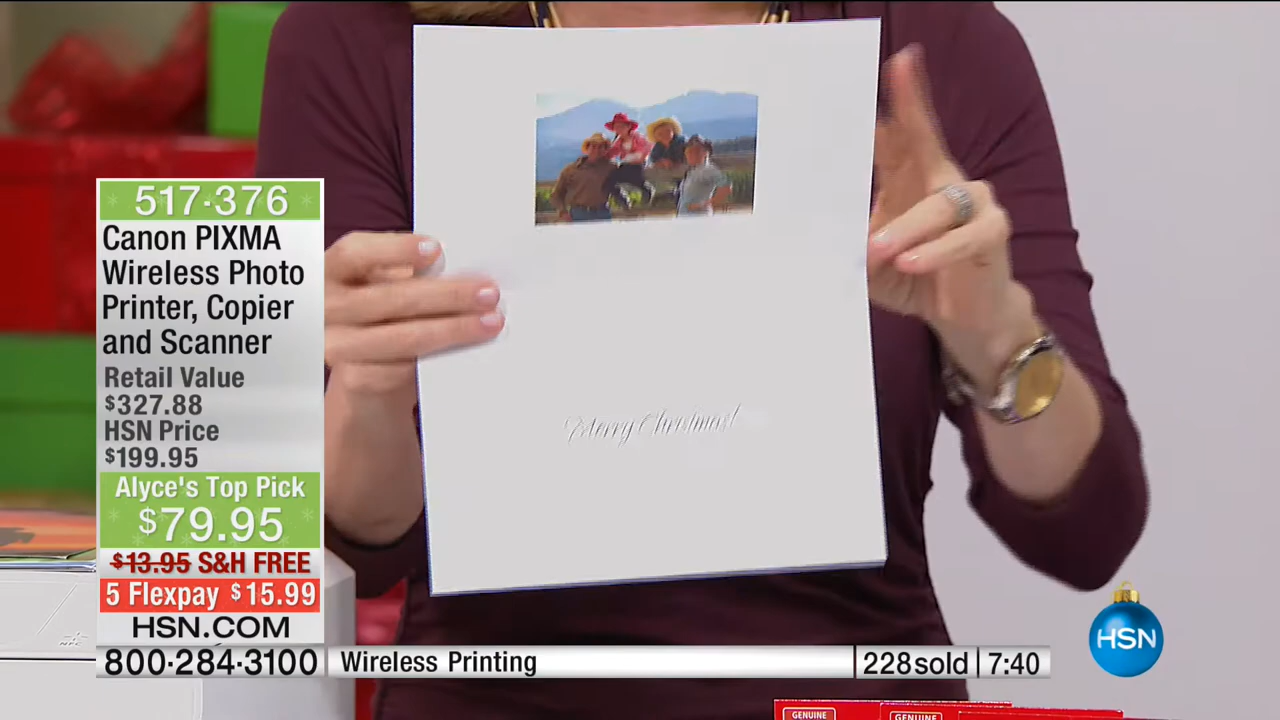 517·376
Canon PIXMA
Wireless Photo
Printer, Copier
and Scanner
Retail Value
$327.88
HSN Price
$199.95
Alyce's Top Pick
$79.95
$13.95 S&H FREE
5 Flexpay $15.99
HSN.COM
800·284·3100
Wireless Printing
228sold
7:40
Merry Christmas!
HSN
GENUINE
GENUINE